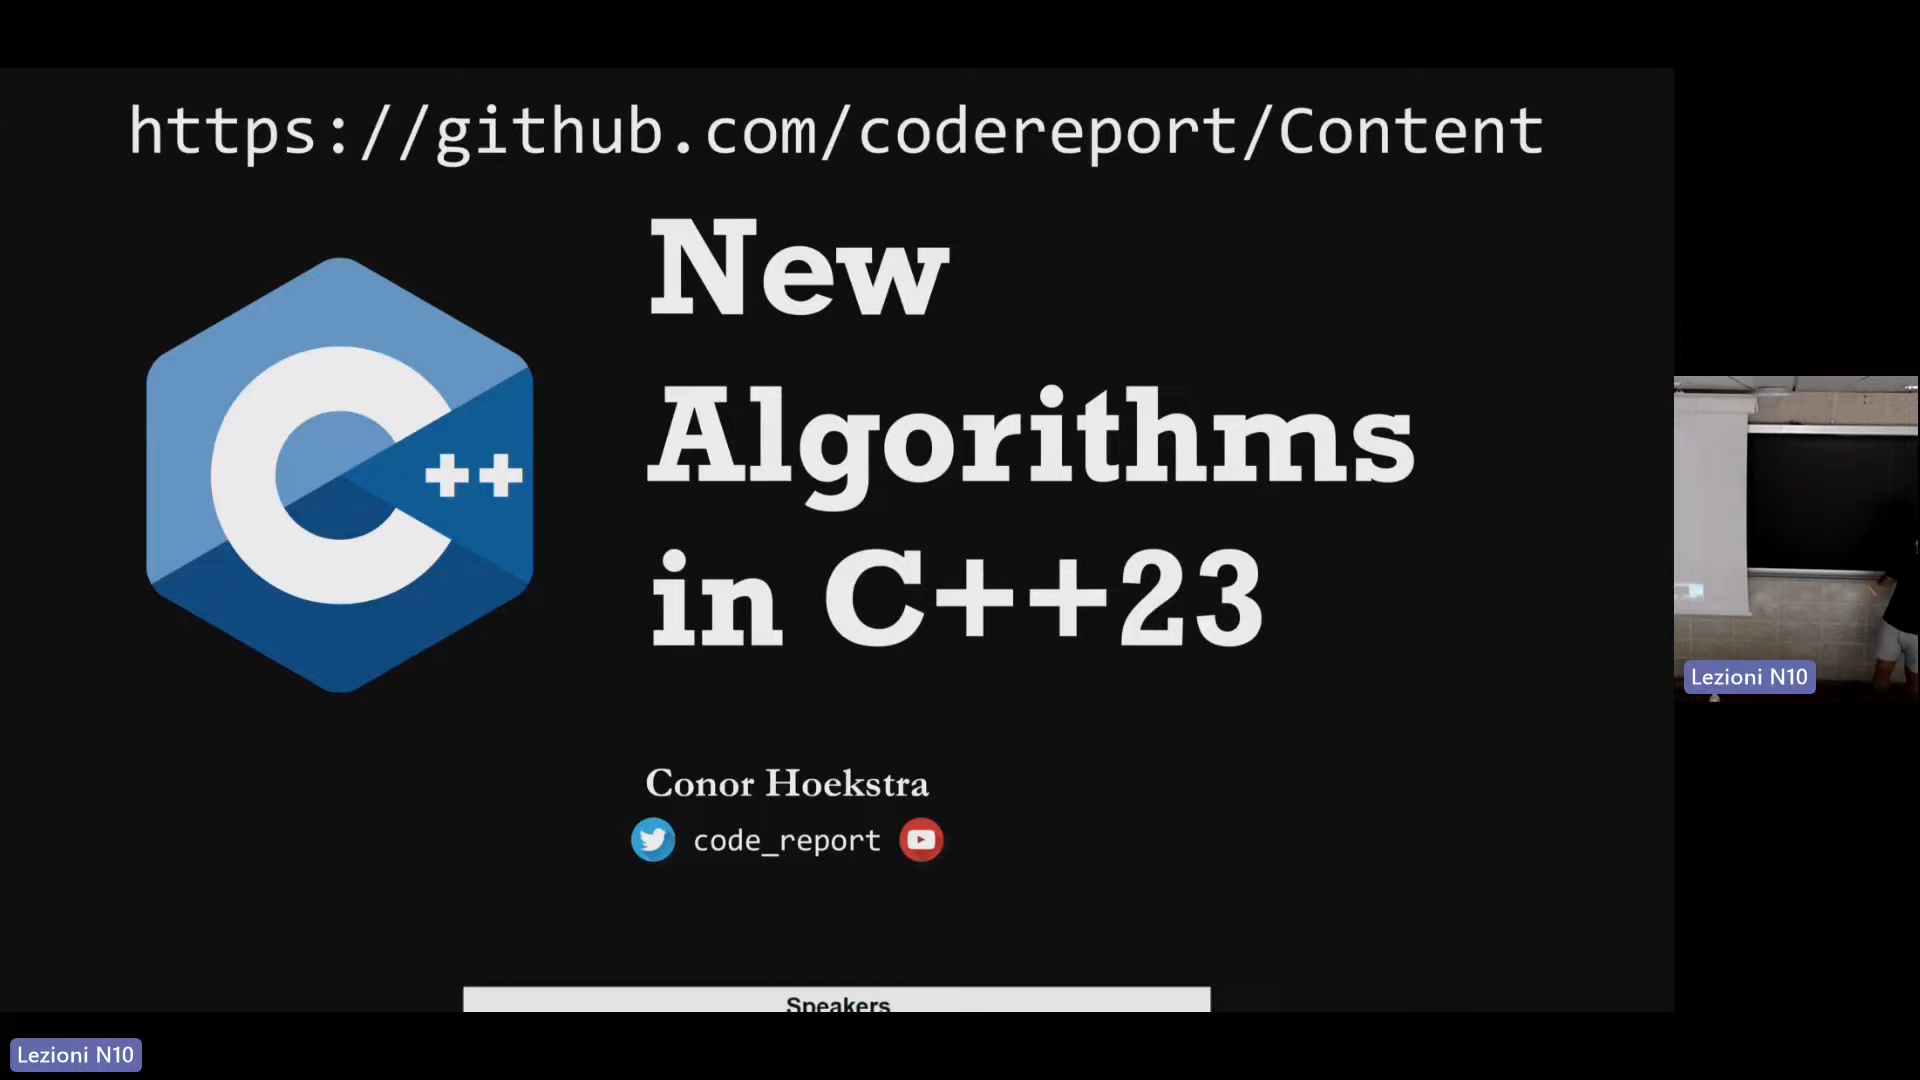 https://github.com/codereport/Content
New
Algorithms
in C++23
C++
Conor Hoekstra
code_report
Speakers
Lezioni N10
Lezioni N10